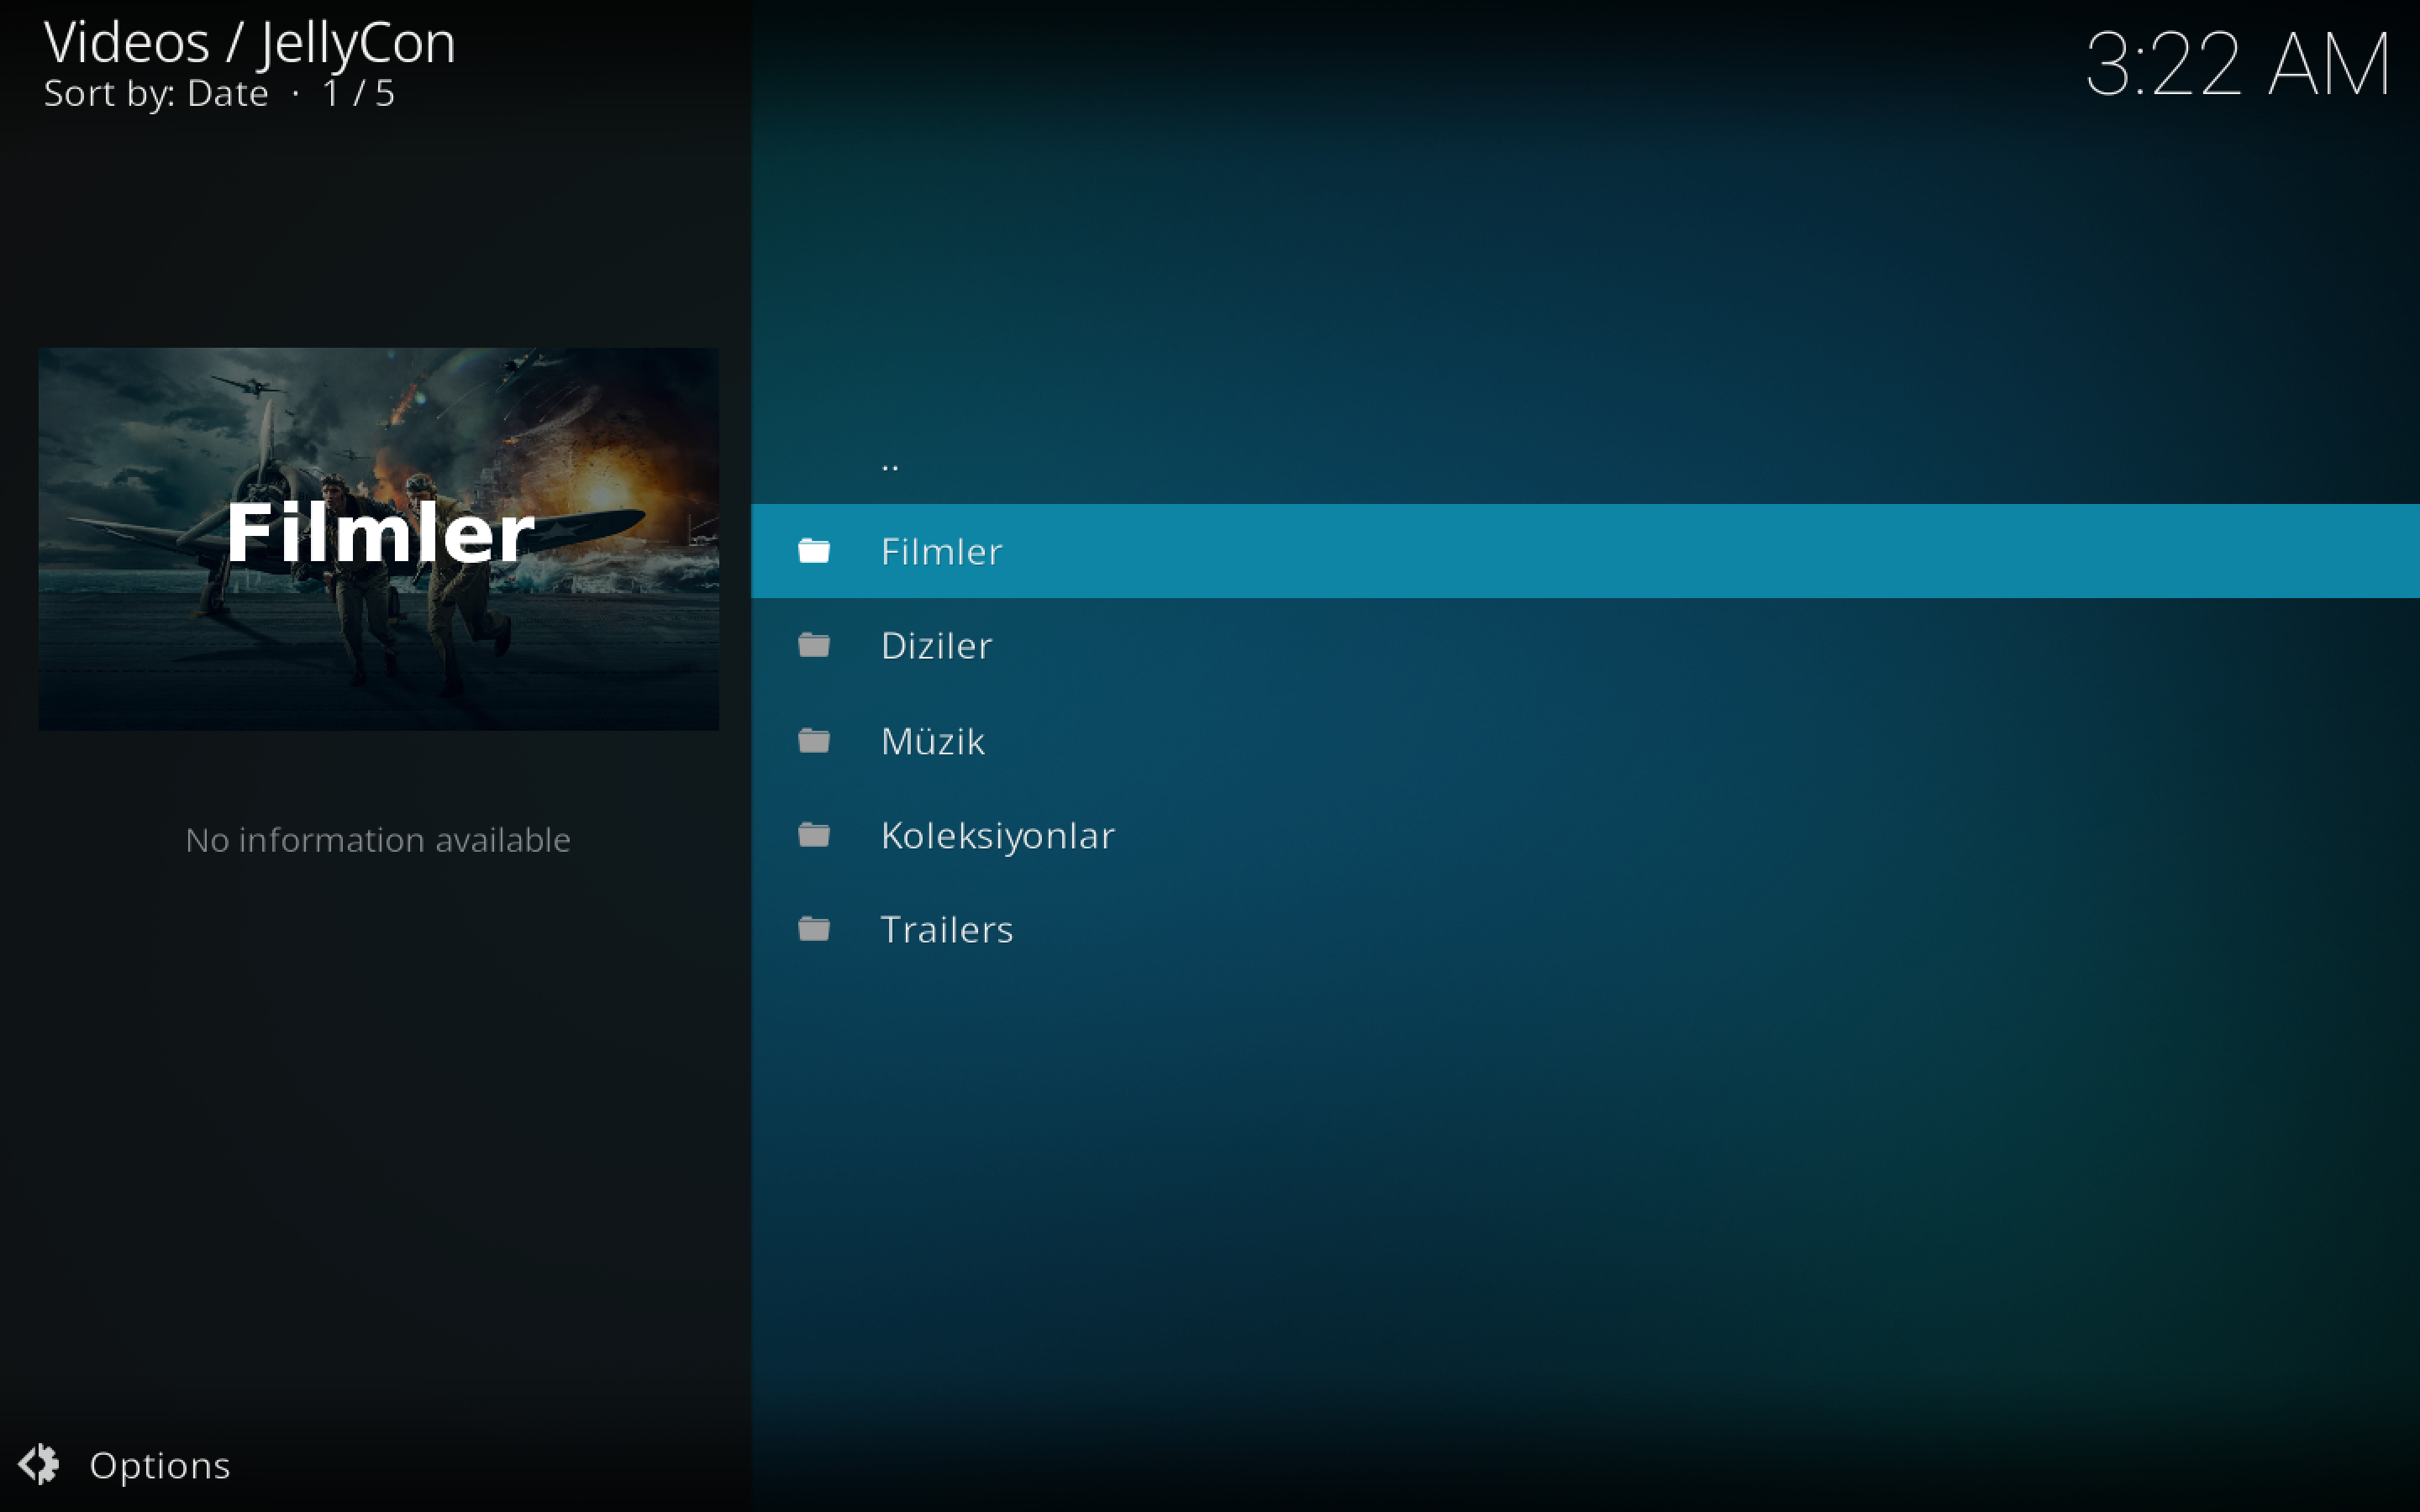 Videos / JellyCon
Sort by: Date · 1 / 5
3:22 AM
Filmler
No information available
..
Filmler
Diziler
Müzik
Koleksiyonlar
Trailers
Options